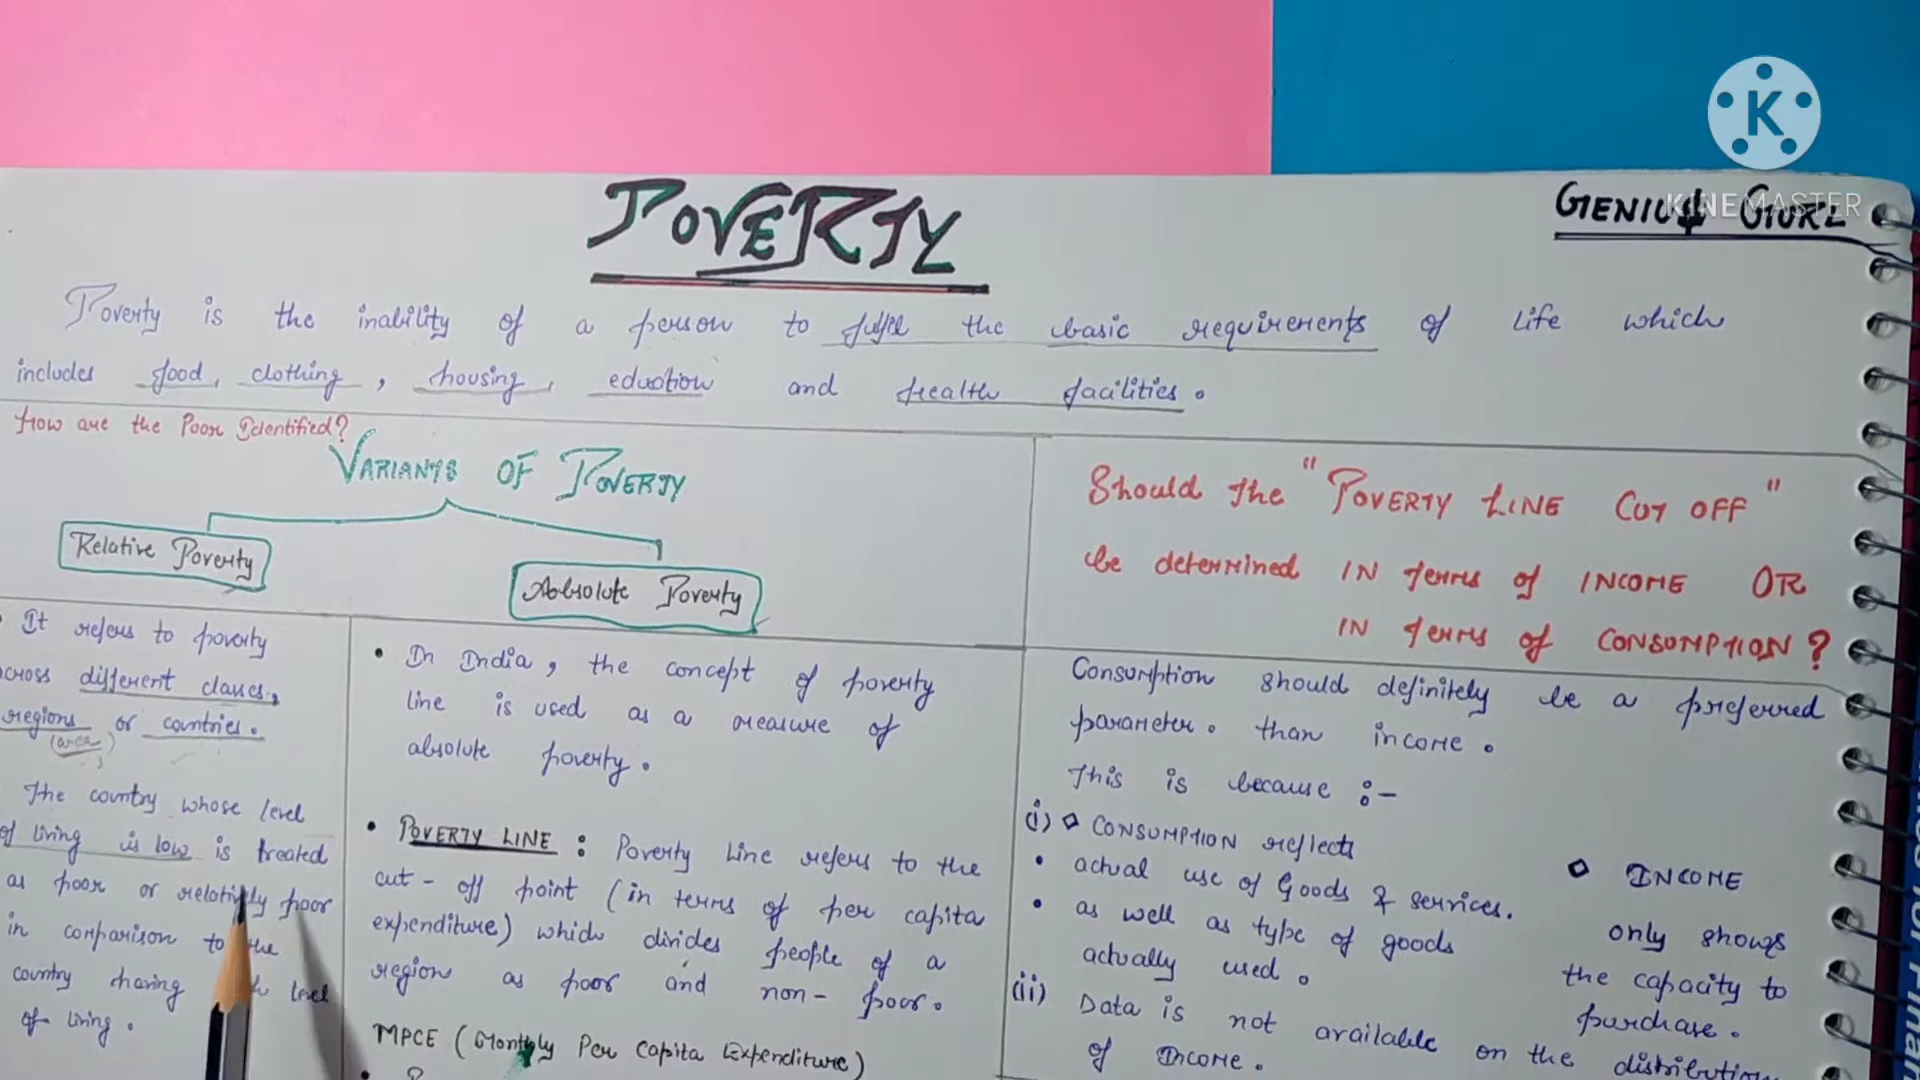 K
KINEMASTER
POVERTY
GENIUS GIURL
Poverty is the inability of a person to fulfil the basic requirements of life which
includes food, clothing, housing, eduction and health facilities.
How are the Poor Identified?
VARIANTS OF POVERTY
Relative Poverty
Absolute Poverty
It refers to poverty
across different classes,
regions or countries.
(area)
The country whose level
of living is low is treated
as poor or relatively poor
in comparison to the
country having level
of living.
• In India, the concept of poverty
line is used as a measure of
absolute poverty.
• POVERTY LINE : Poverty Line refers to the
cut-off point (in terms of per capita
expenditure) which divides people of a
region as poor and non-poor.
MPCE (Monthly Per Capita Expenditure)
Should the "POVERTY LINE CUT OFF"
be determined IN terms of INCOME OR
IN terms of CONSUMPTION?
Consumption should definitely be a preferred
parameter. than income.
This is because :-
(i) CONSUMPTION reflects
• actual use of Goods & services.
• as well as type of goods
actually used.
INCOME
only shows
the capacity to
purchase.
(ii) Data is not available on the distribution
of Income.